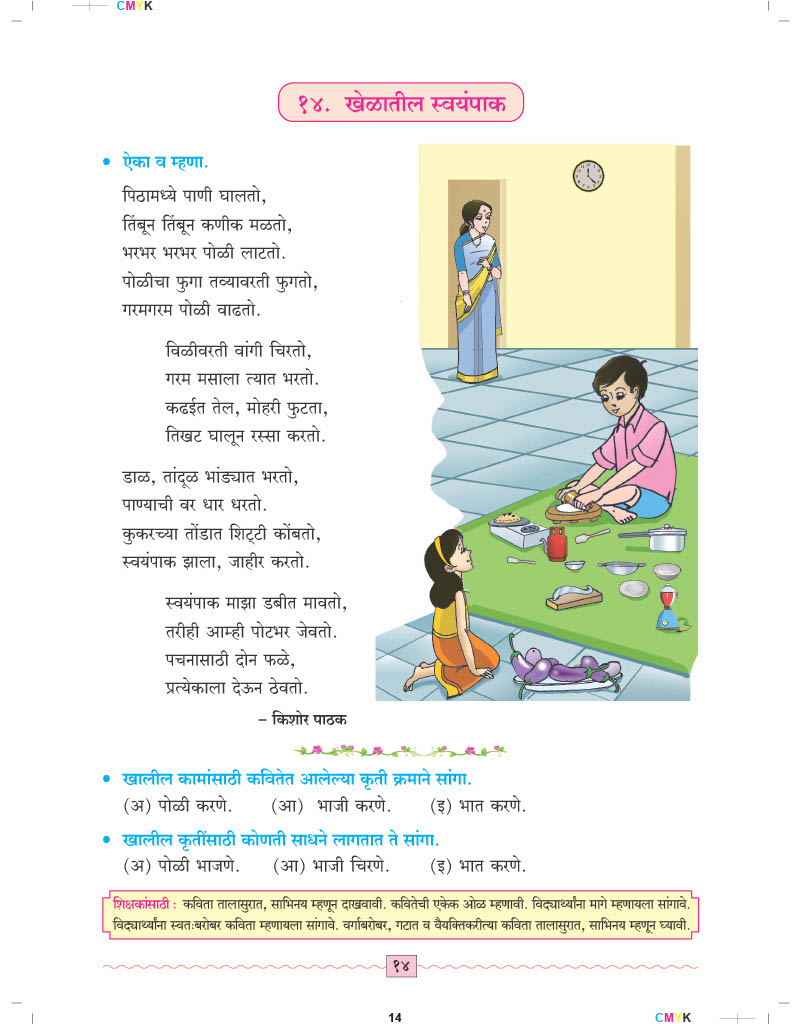 CMYK
१४. खेळातील स्वयंपाक
• ऐका व म्हणा.
पिठामध्ये पाणी घालतो,
तिंबून तिंबून कणीक मळतो,
भरभर भरभर पोळी लाटतो.
पोळीचा फुगा तव्यावरती फुगतो,
गरमगरम पोळी वाढतो.
विळीवरती वांगी चिरतो,
गरम मसाला त्यात भरतो.
कढईत तेल, मोहरी फुटता,
तिखट घालून रस्सा करतो.
डाळ, तांदूळ भांड्यात भरतो,
पाण्याची वर धार धरतो.
कुकरच्या तोंडात शिट्टी कोंबतो,
स्वयंपाक झाला, जाहीर करतो.
स्वयंपाक माझा डबीत मावतो,
तरीही आम्ही पोटभर जेवतो.
पचनासाठी दोन फळे,
प्रत्येकाला देऊन ठेवतो.
– किशोर पाठक
• खालील कामांसाठी कवितेत आलेल्या कृती क्रमाने सांगा.
(अ) पोळी करणे. (आ) भाजी करणे. (इ) भात करणे.
• खालील कृतींसाठी कोणती साधने लागतात ते सांगा.
(अ) पोळी भाजणे. (आ) भाजी चिरणे. (इ) भात करणे.
शिक्षकांसाठी : कविता तालासुरात, साभिनय म्हणून दाखवावी. कवितेची एकेक ओळ म्हणावी. विद्यार्थ्यांना मागे म्हणायला सांगावे.
विद्यार्थ्यांना स्वतःबरोबर कविता म्हणायला सांगावे. वर्गाबरोबर, गटात व वैयक्तिकरीत्या कविता तालासुरात, साभिनय म्हणून घ्यावी.
१४
14
CMYK